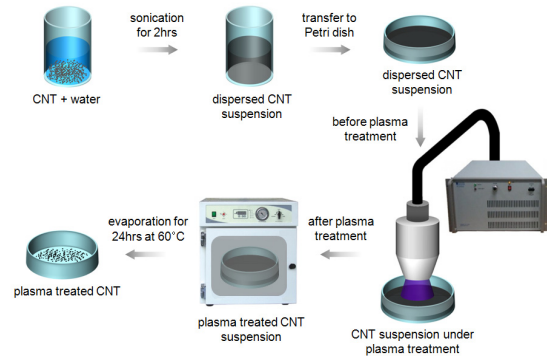 sonication
for 2hrs
transfer to
Petri dish
CNT + water
dispersed CNT
suspension
dispersed CNT
suspension
before plasma
treatment
evaporation for
24hrs at 60°C
after plasma
treatment
plasma treated CNT
plasma treated CNT
suspension
CNT suspension under
plasma treatment